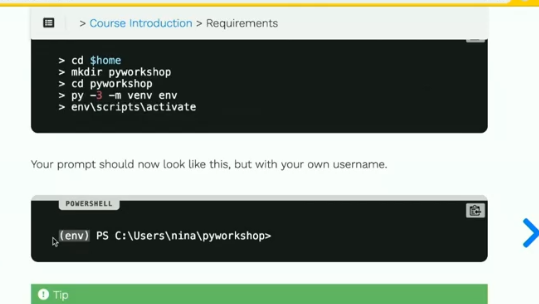 > Course Introduction > Requirements
> cd $home
> mkdir pyworkshop
> cd pyworkshop
> py -3 -m venv env
> env\scripts\activate
Your prompt should now look like this, but with your own username.
POWERSHELL
(env) PS C:\Users\nina\pyworkshop>
Tip